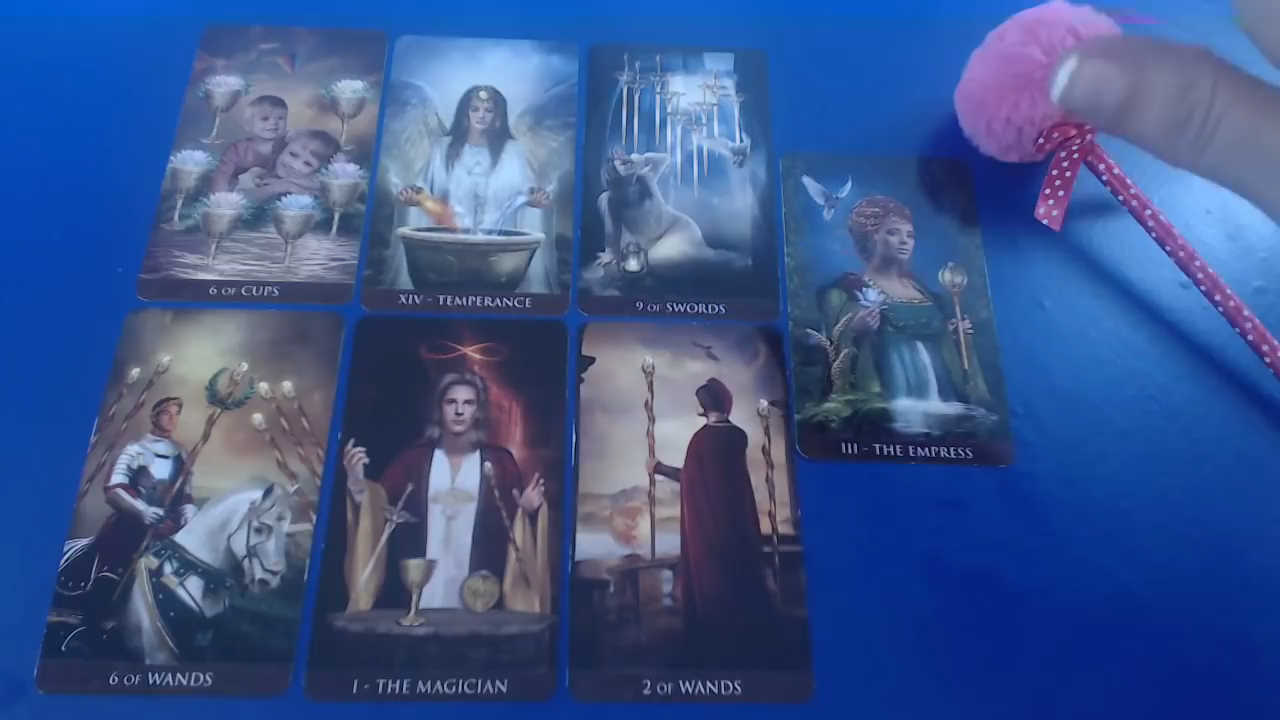 6 OF CUPS
XIV - TEMPERANCE
9 OF SWORDS
III - THE EMPRESS
6 OF WANDS
I - THE MAGICIAN
2 OF WANDS